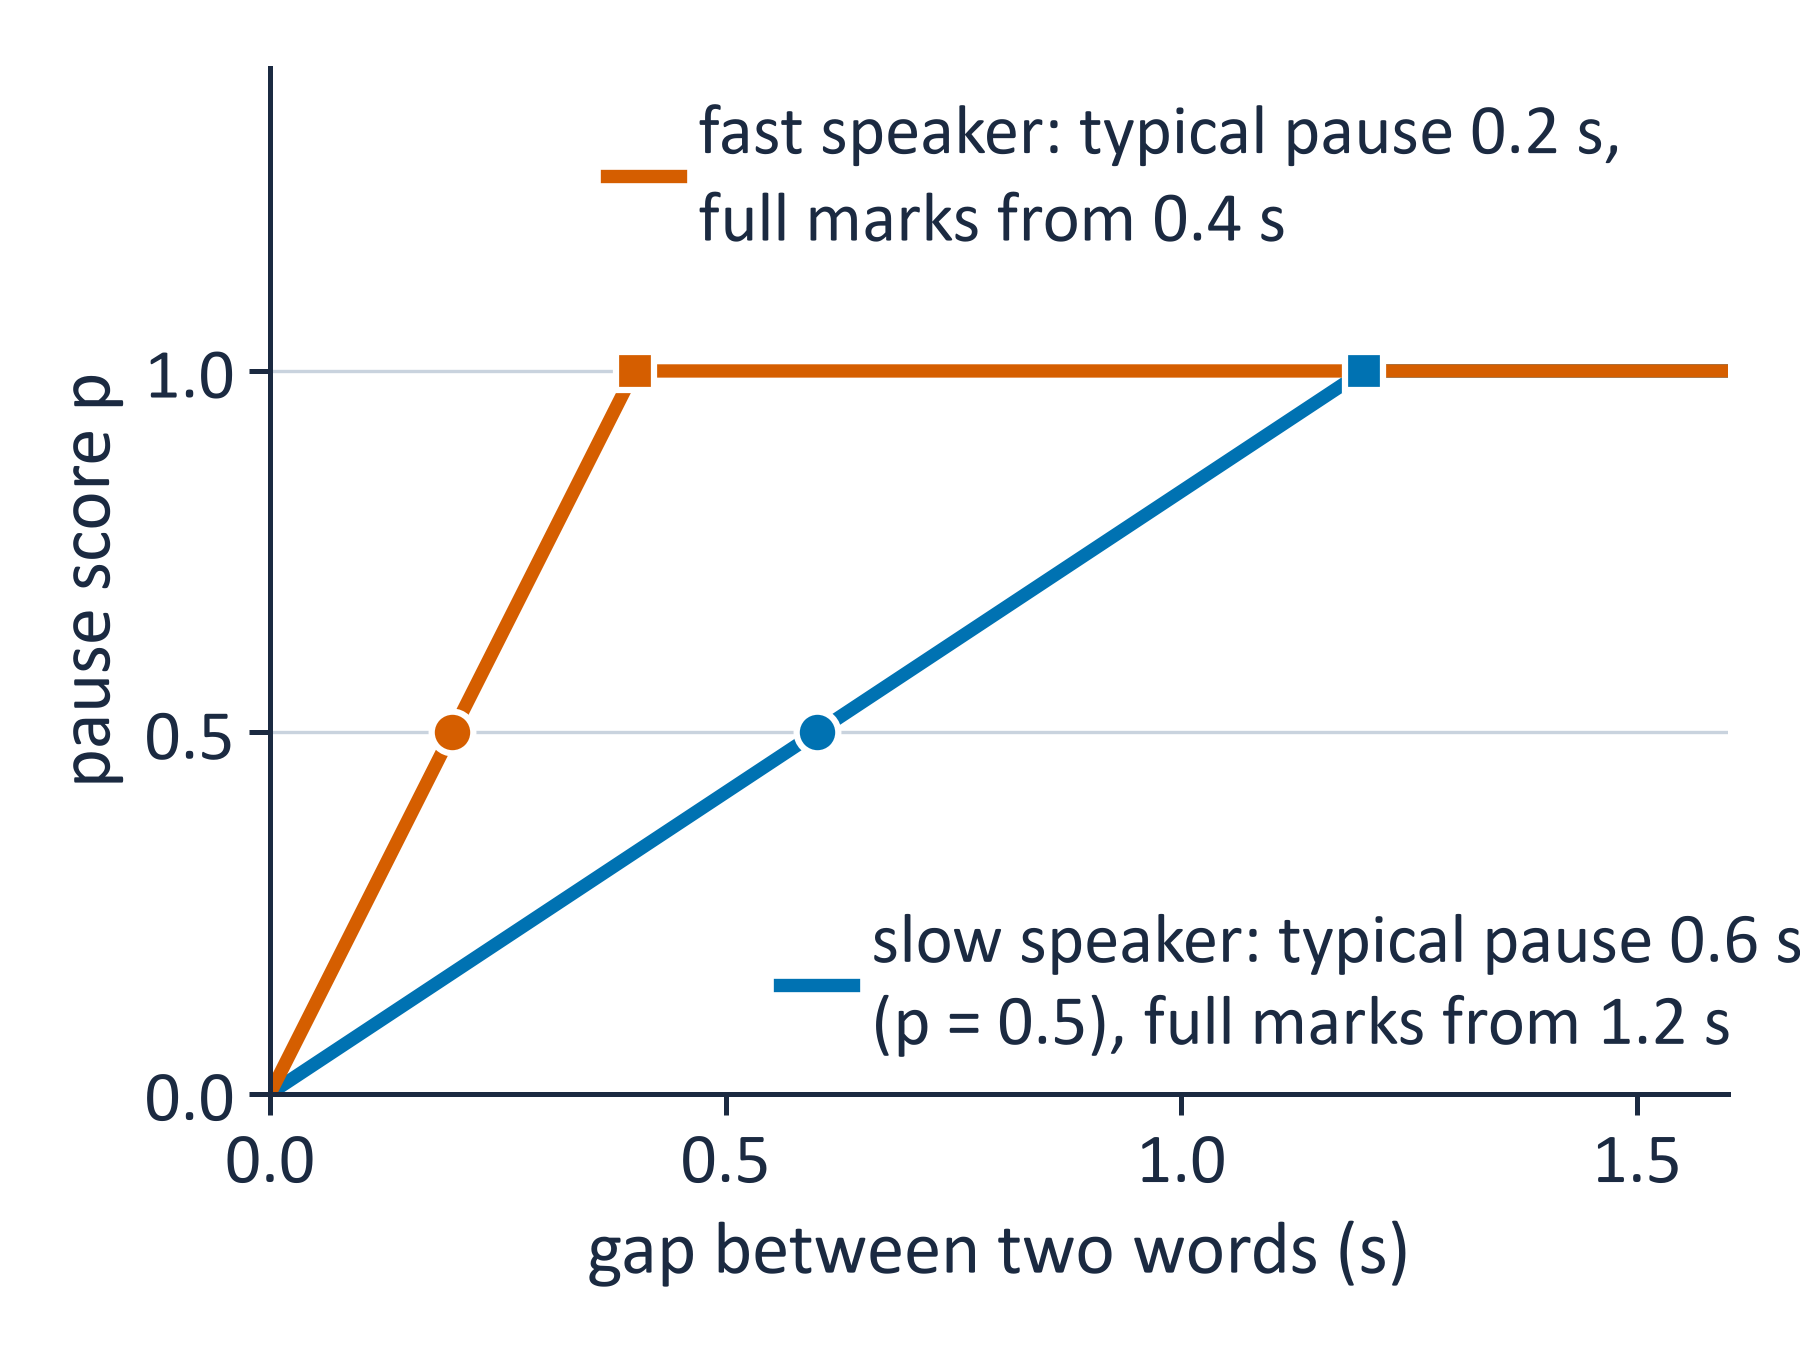 fast speaker: typical pause 0.2 s,
full marks from 0.4 s
pause score p
1.0
0.5
0.0
slow speaker: typical pause 0.6 s
(p = 0.5), full marks from 1.2 s
0.0
0.5
1.0
1.5
gap between two words (s)